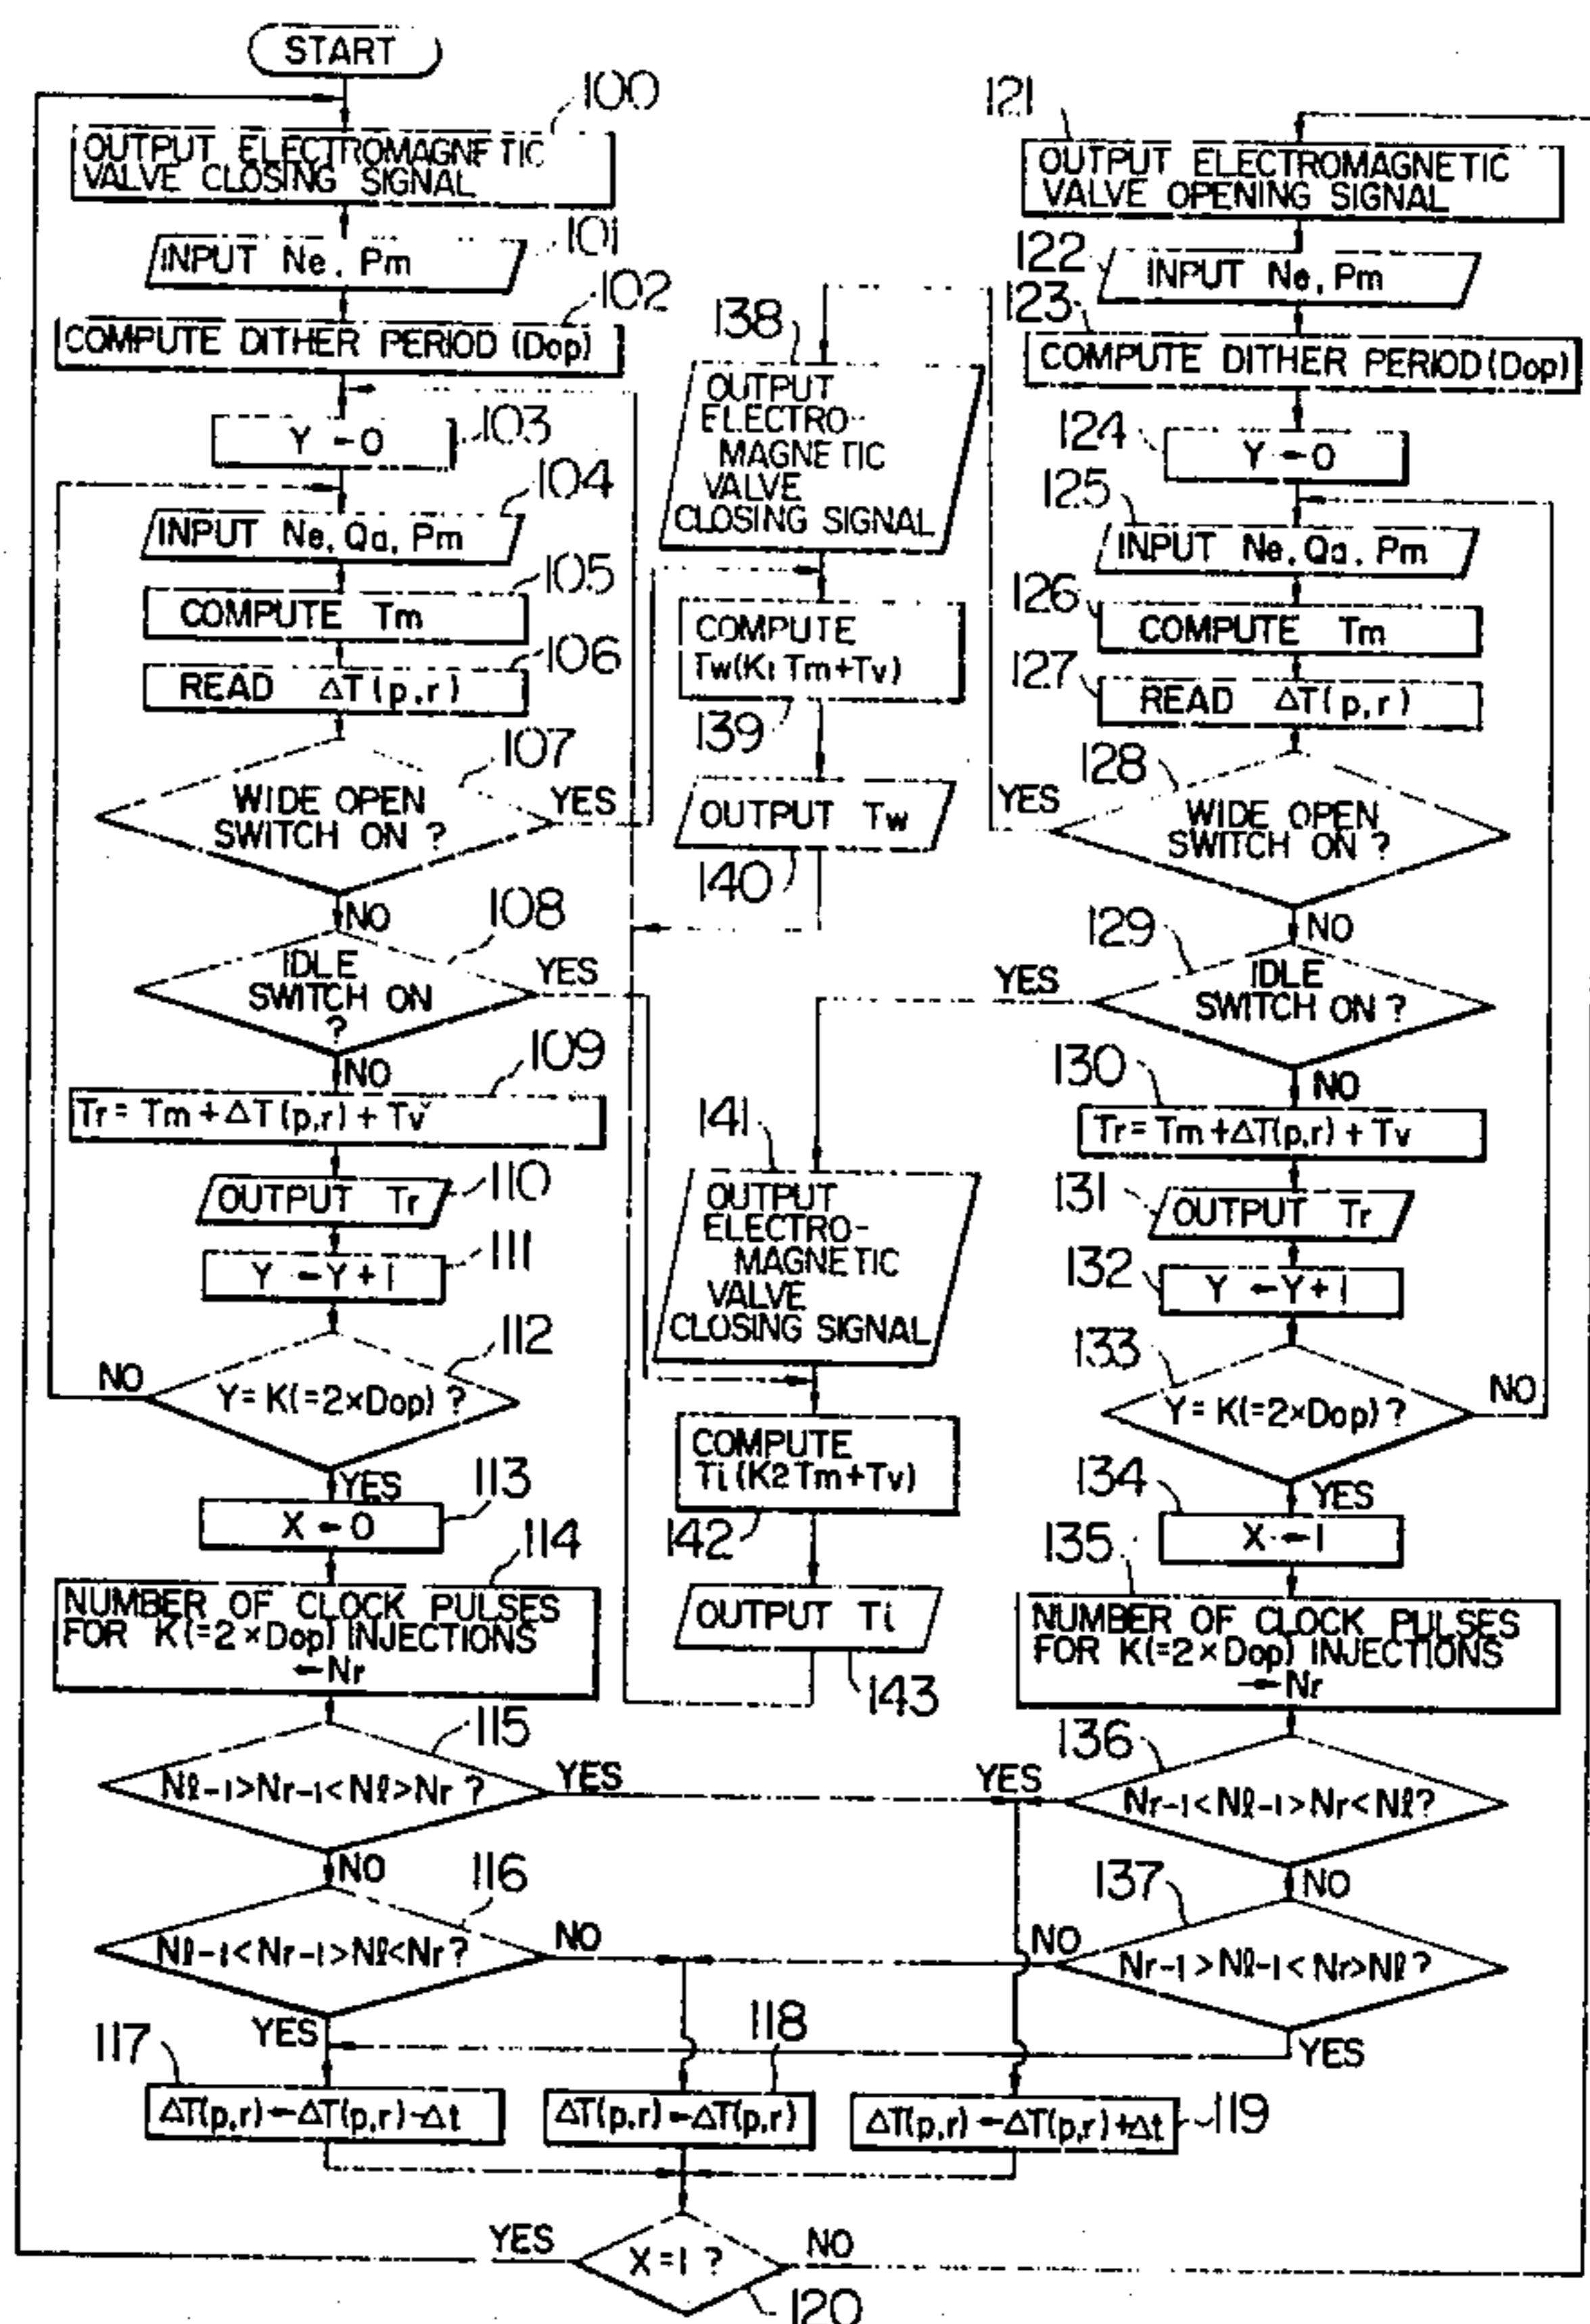 START
100
OUTPUT ELECTROMAGNETIC
VALVE CLOSING SIGNAL
101
INPUT Ne, Pm
102
COMPUTE DITHER PERIOD (Dop)
103
Y ← 0
104
INPUT Ne, Qa, Pm
105
COMPUTE Tm
106
READ ΔT(p,r)
107
WIDE OPEN
SWITCH ON ?
YES
NO
108
IDLE
SWITCH ON
?
YES
NO
109
Tr = Tm + ΔT(p,r) + Tv
110
OUTPUT Tr
111
Y ← Y + 1
112
Y = K(=2×Dop) ?
NO
YES
113
X ← 0
114
NUMBER OF CLOCK PULSES
FOR K(=2×Dop) INJECTIONS
← Nr
115
Nℓ-1>Nr-1<Nℓ>Nr ?
YES
NO
116
Nℓ-1<Nr-1>Nℓ<Nr?
NO
YES
117
ΔT(p,r)←ΔT(p,r)-Δt
118
ΔT(p,r)←ΔT(p,r)
119
ΔT(p,r)←ΔT(p,r)+Δt
YES
X = 1 ?
NO
120
138
OUTPUT
ELECTRO-
MAGNETIC
VALVE
CLOSING SIGNAL
COMPUTE
Tw(K1 Tm+Tv)
139
OUTPUT Tw
140
141
OUTPUT
ELECTRO-
MAGNETIC
VALVE
CLOSING SIGNAL
COMPUTE
Ti(K2 Tm+Tv)
142
OUTPUT Ti
143
121
OUTPUT ELECTROMAGNETIC
VALVE OPENING SIGNAL
122
INPUT Ne, Pm
123
COMPUTE DITHER PERIOD(Dop)
124
Y ← 0
125
INPUT Ne, Qa, Pm
126
COMPUTE Tm
127
READ ΔT(p,r)
128
YES
WIDE OPEN
SWITCH ON ?
NO
129
YES
IDLE
SWITCH ON ?
NO
130
Tr = Tm + ΔT(p,r) + Tv
131
OUTPUT Tr
132
Y ← Y + 1
133
Y = K(=2×Dop) ?
NO
YES
134
X ← 1
135
NUMBER OF CLOCK PULSES
FOR K(=2×Dop) INJECTIONS
→ Nr
136
YES
Nr-1<Nℓ-1>Nr<Nℓ?
NO
137
NO
Nr-1>Nℓ-1<Nr>Nℓ?
YES